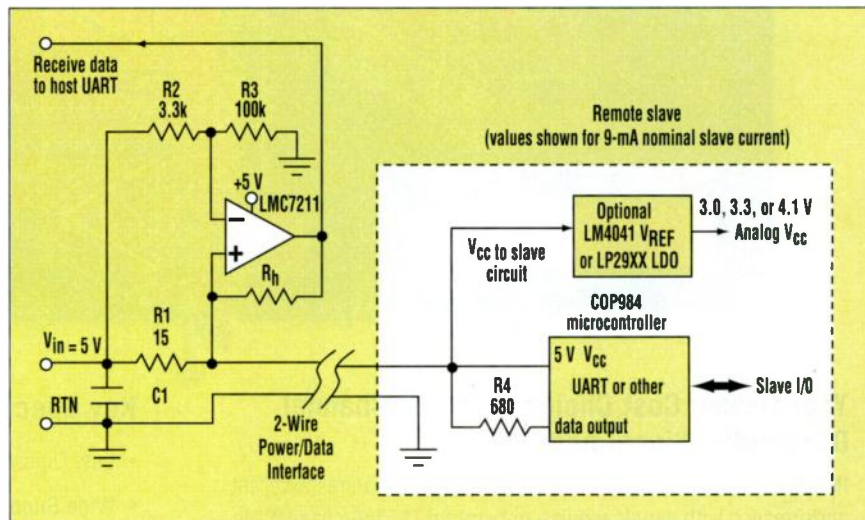 Receive data
to host UART
R2
3.3k
R3
100k
+5 V
LMC7211
−
+
Rh
Vin = 5 V
R1
15
C1
RTN
2-Wire
Power/Data
Interface
Remote slave
(values shown for 9-mA nominal slave current)
Optional
LM4041 VREF
or LP29XX LDO
3.0, 3.3, or 4.1 V
Analog Vcc
Vcc to slave
circuit
COP984
microcontroller
5 V Vcc
UART or other
data output
R4
680
Slave I/O